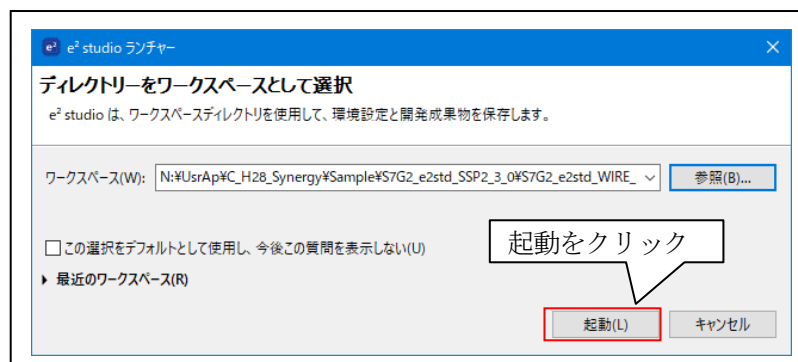 e² studio ランチャー
ディレクトリーをワークスペースとして選択
e² studio は、ワークスペースディレクトリを使用して、環境設定と開発成果物を保存します。
ワークスペース(W): N:¥UsrAp¥C_H28_Synergy¥Sample¥S7G2_e2std_SSP2_3_0¥S7G2_e2std_WIRE_ 参照(B)...
起動をクリック
この選択をデフォルトとして使用し、今後この質問を表示しない(U)
最近のワークスペース(R)
起動(L) キャンセル